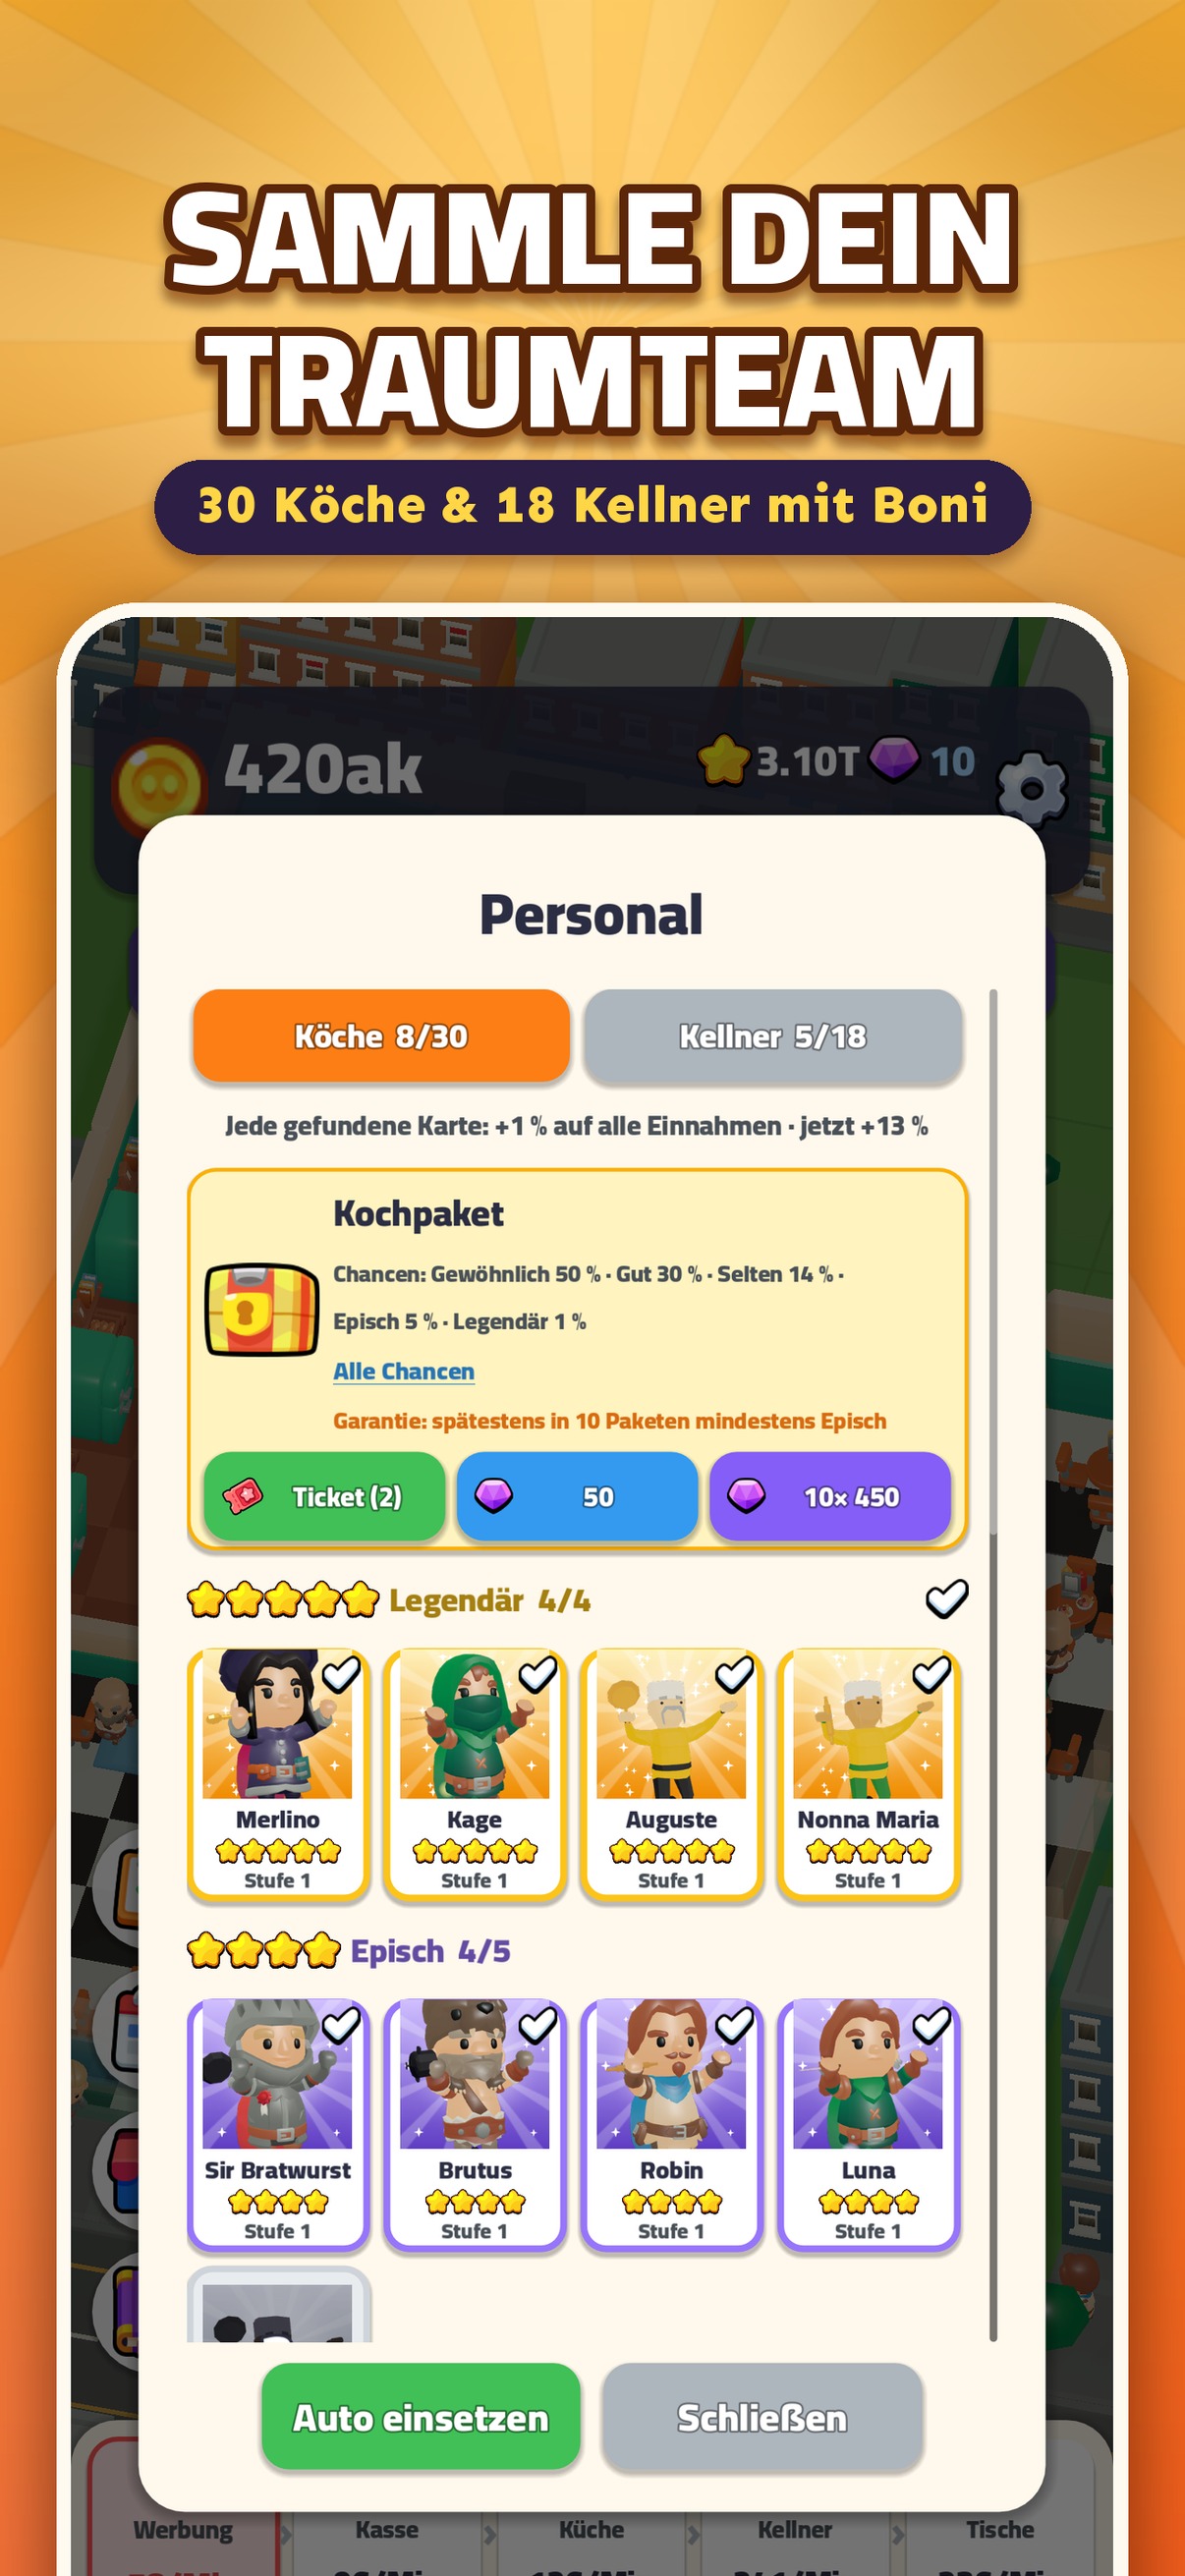 SAMMLE DEIN
TRAUMTEAM
30 Köche & 18 Kellner mit Boni
420ak
3.10T
10
Personal
Köche 8/30
Kellner 5/18
Jede gefundene Karte: +1 % auf alle Einnahmen · jetzt +13 %
Kochpaket
Chancen: Gewöhnlich 50 % · Gut 30 % · Selten 14 % ·
Episch 5 % · Legendär 1 %
Alle Chancen
Garantie: spätestens in 10 Paketen mindestens Episch
Ticket (2)
50
10× 450
Legendär 4/4
Merlino
Kage
Auguste
Nonna Maria
Stufe 1
Stufe 1
Stufe 1
Stufe 1
Episch 4/5
Sir Bratwurst
Brutus
Robin
Luna
Stufe 1
Stufe 1
Stufe 1
Stufe 1
Auto einsetzen
Schließen
Werbung
Kasse
Küche
Kellner
Tische